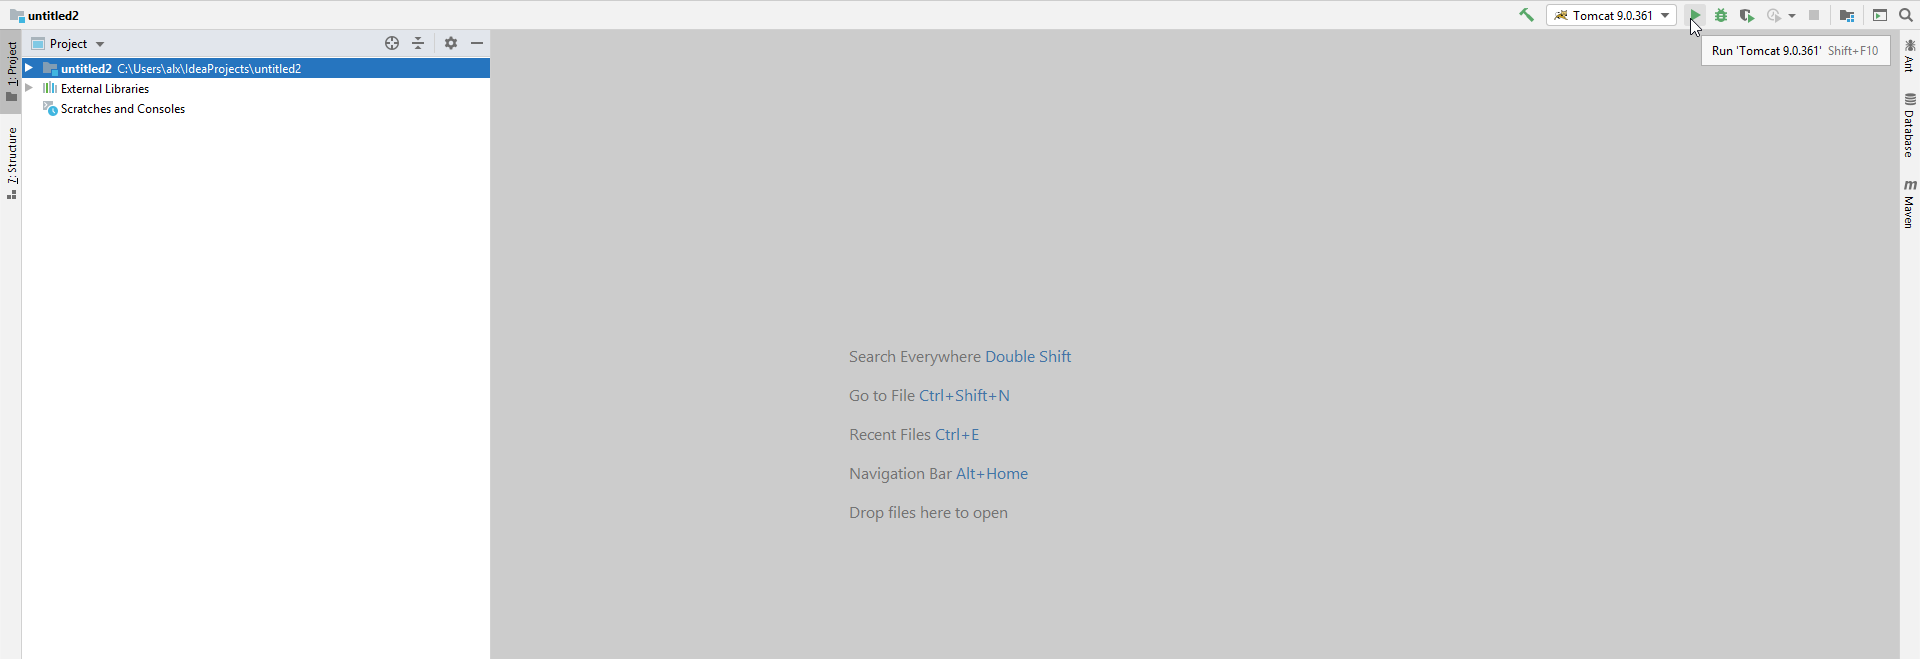 untitled2
Tomcat 9.0.361
Run 'Tomcat 9.0.361' Shift+F10
1: Project
7: Structure
Project
untitled2 C:\Users\alx\IdeaProjects\untitled2
External Libraries
Scratches and Consoles
Search Everywhere Double Shift
Go to File Ctrl+Shift+N
Recent Files Ctrl+E
Navigation Bar Alt+Home
Drop files here to open
Ant
Database
m Maven